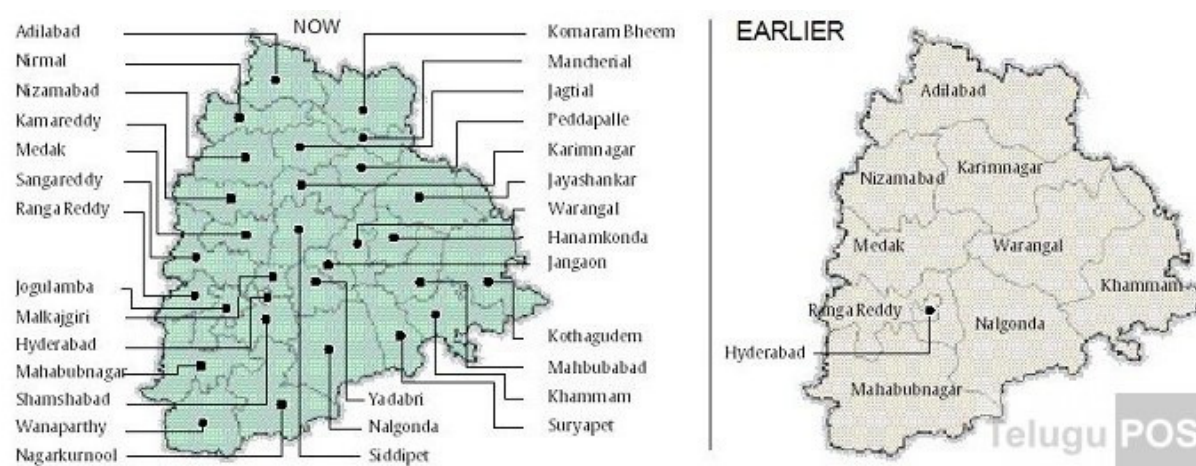 NOW
Adilabad
Nirmal
Nizamabad
Kamareddy
Medak
Sangareddy
Ranga Reddy
Jogulamba
Malkajgiri
Hyderabad
Mahabubnagar
Shamshabad
Wanaparthy
Nagarkurnool
Komaram Bheem
Mancherial
Jagtial
Peddapalle
Karimnagar
Jayashankar
Warangal
Hanamkonda
Jangaon
Kothagudem
Mahbubabad
Khammam
Suryapet
Yadabri
Nalgonda
Siddipet
EARLIER
Adilabad
Nizamabad
Karimnagar
Medak
Warangal
Khammam
Ranga Reddy
Nalgonda
Hyderabad
Mahabubnagar
Telugu POS